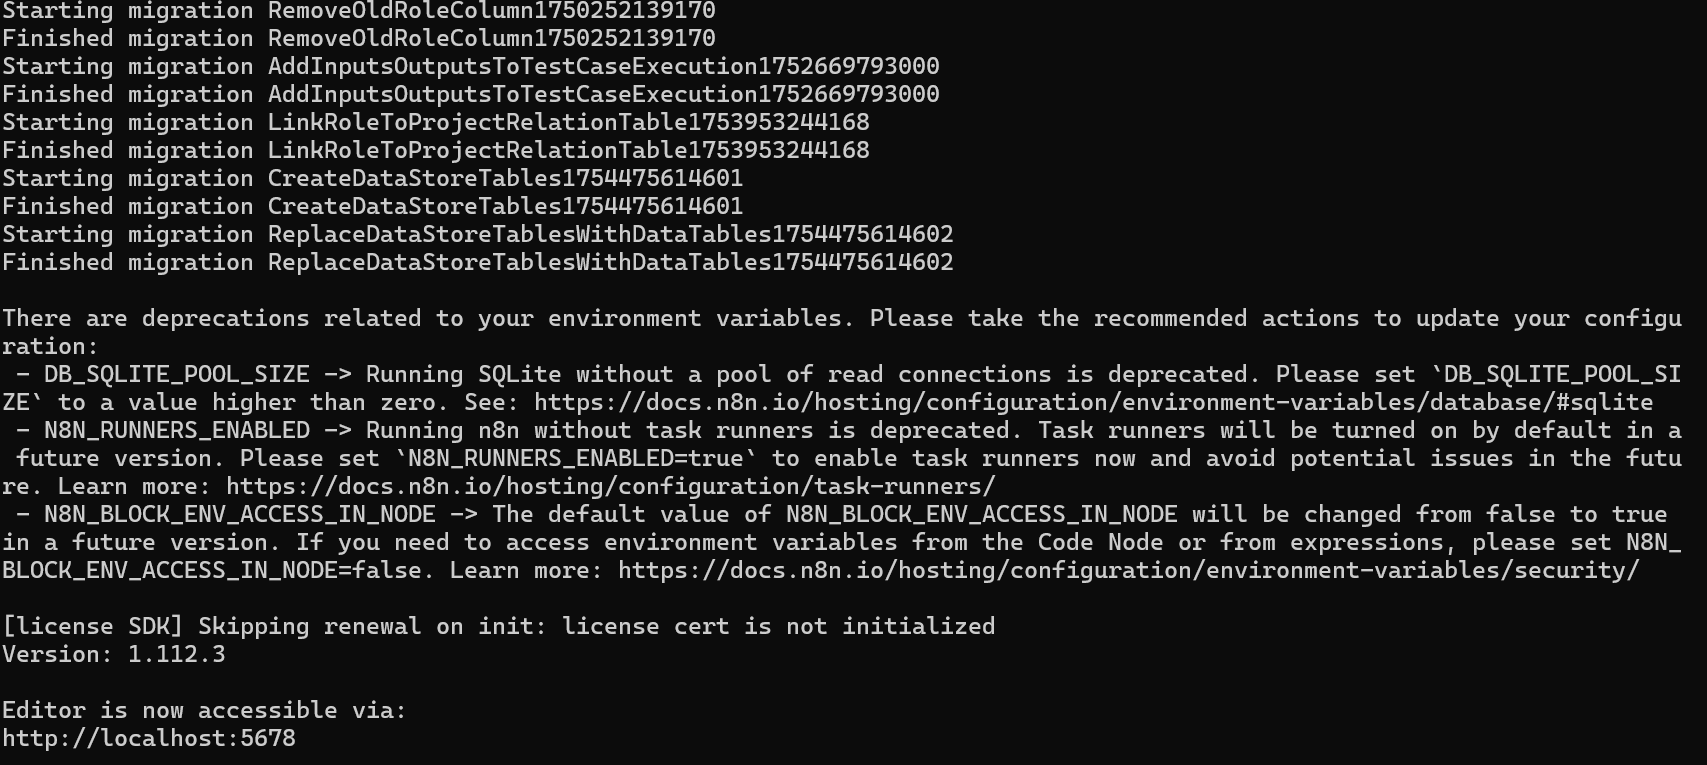 Starting migration RemoveOldRoleColumn1750252139170
Finished migration RemoveOldRoleColumn1750252139170
Starting migration AddInputsOutputsToTestCaseExecution1752669793000
Finished migration AddInputsOutputsToTestCaseExecution1752669793000
Starting migration LinkRoleToProjectRelationTable1753953244168
Finished migration LinkRoleToProjectRelationTable1753953244168
Starting migration CreateDataStoreTables1754475614601
Finished migration CreateDataStoreTables1754475614601
Starting migration ReplaceDataStoreTablesWithDataTables1754475614602
Finished migration ReplaceDataStoreTablesWithDataTables1754475614602

There are deprecations related to your environment variables. Please take the recommended actions to update your configu
ration:
 - DB_SQLITE_POOL_SIZE -> Running SQLite without a pool of read connections is deprecated. Please set `DB_SQLITE_POOL_SI
ZE` to a value higher than zero. See: https://docs.n8n.io/hosting/configuration/environment-variables/database/#sqlite
 - N8N_RUNNERS_ENABLED -> Running n8n without task runners is deprecated. Task runners will be turned on by default in a
 future version. Please set `N8N_RUNNERS_ENABLED=true` to enable task runners now and avoid potential issues in the futu
re. Learn more: https://docs.n8n.io/hosting/configuration/task-runners/
 - N8N_BLOCK_ENV_ACCESS_IN_NODE -> The default value of N8N_BLOCK_ENV_ACCESS_IN_NODE will be changed from false to true
in a future version. If you need to access environment variables from the Code Node or from expressions, please set N8N_
BLOCK_ENV_ACCESS_IN_NODE=false. Learn more: https://docs.n8n.io/hosting/configuration/environment-variables/security/

[license SDK] Skipping renewal on init: license cert is not initialized
Version: 1.112.3

Editor is now accessible via:
http://localhost:5678